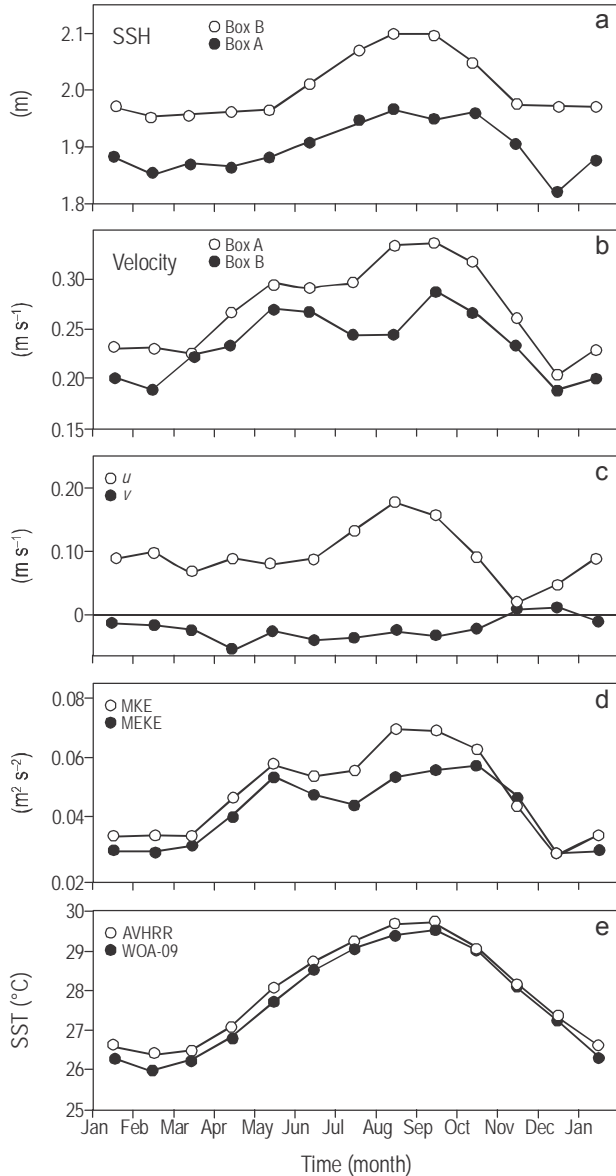 a
SSH
Box B
Box A
2.1
2.0
1.9
1.8
(m)
b
Velocity
Box A
Box B
0.30
0.25
0.20
0.15
(m s⁻¹)
c
u
v
0.20
0.10
0
(m s⁻¹)
d
MKE
MEKE
0.08
0.06
0.04
0.02
(m² s⁻²)
e
AVHRR
WOA-09
30
29
28
27
26
25
SST (°C)
Jan Feb Mar Apr May Jun Jul Aug Sep Oct Nov Dec Jan
Time (month)